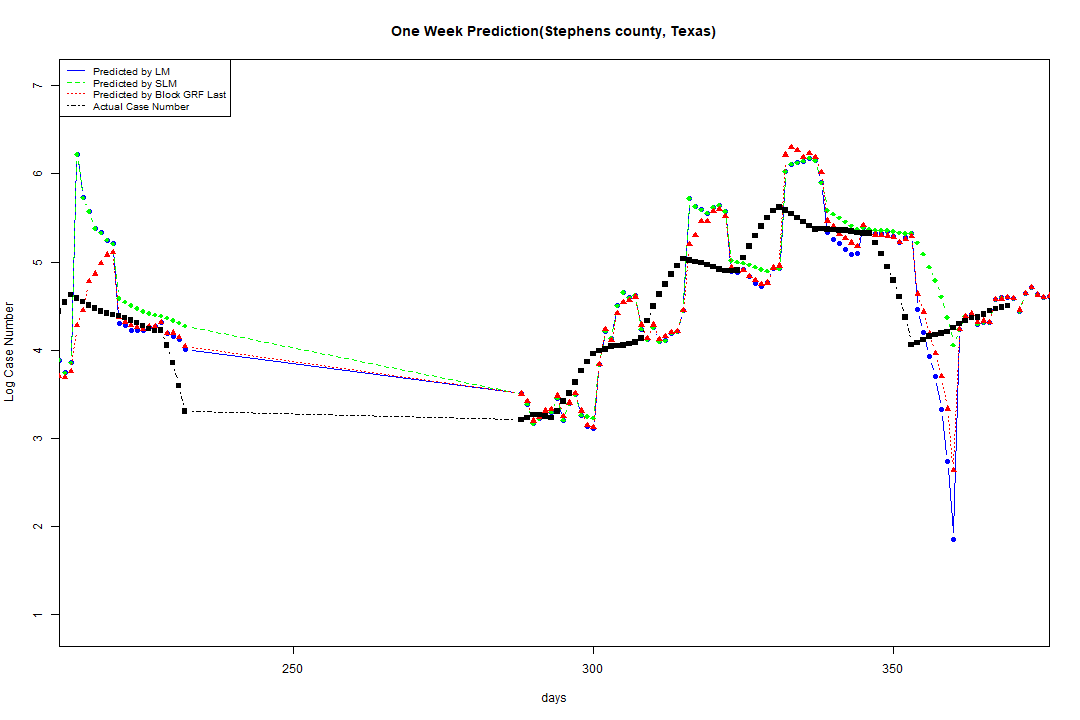 One Week Prediction(Stephens county, Texas)
Predicted by LM
Predicted by SLM
Predicted by Block GRF Last
Actual Case Number
7
6
5
4
3
2
1
Log Case Number
250
300
350
days